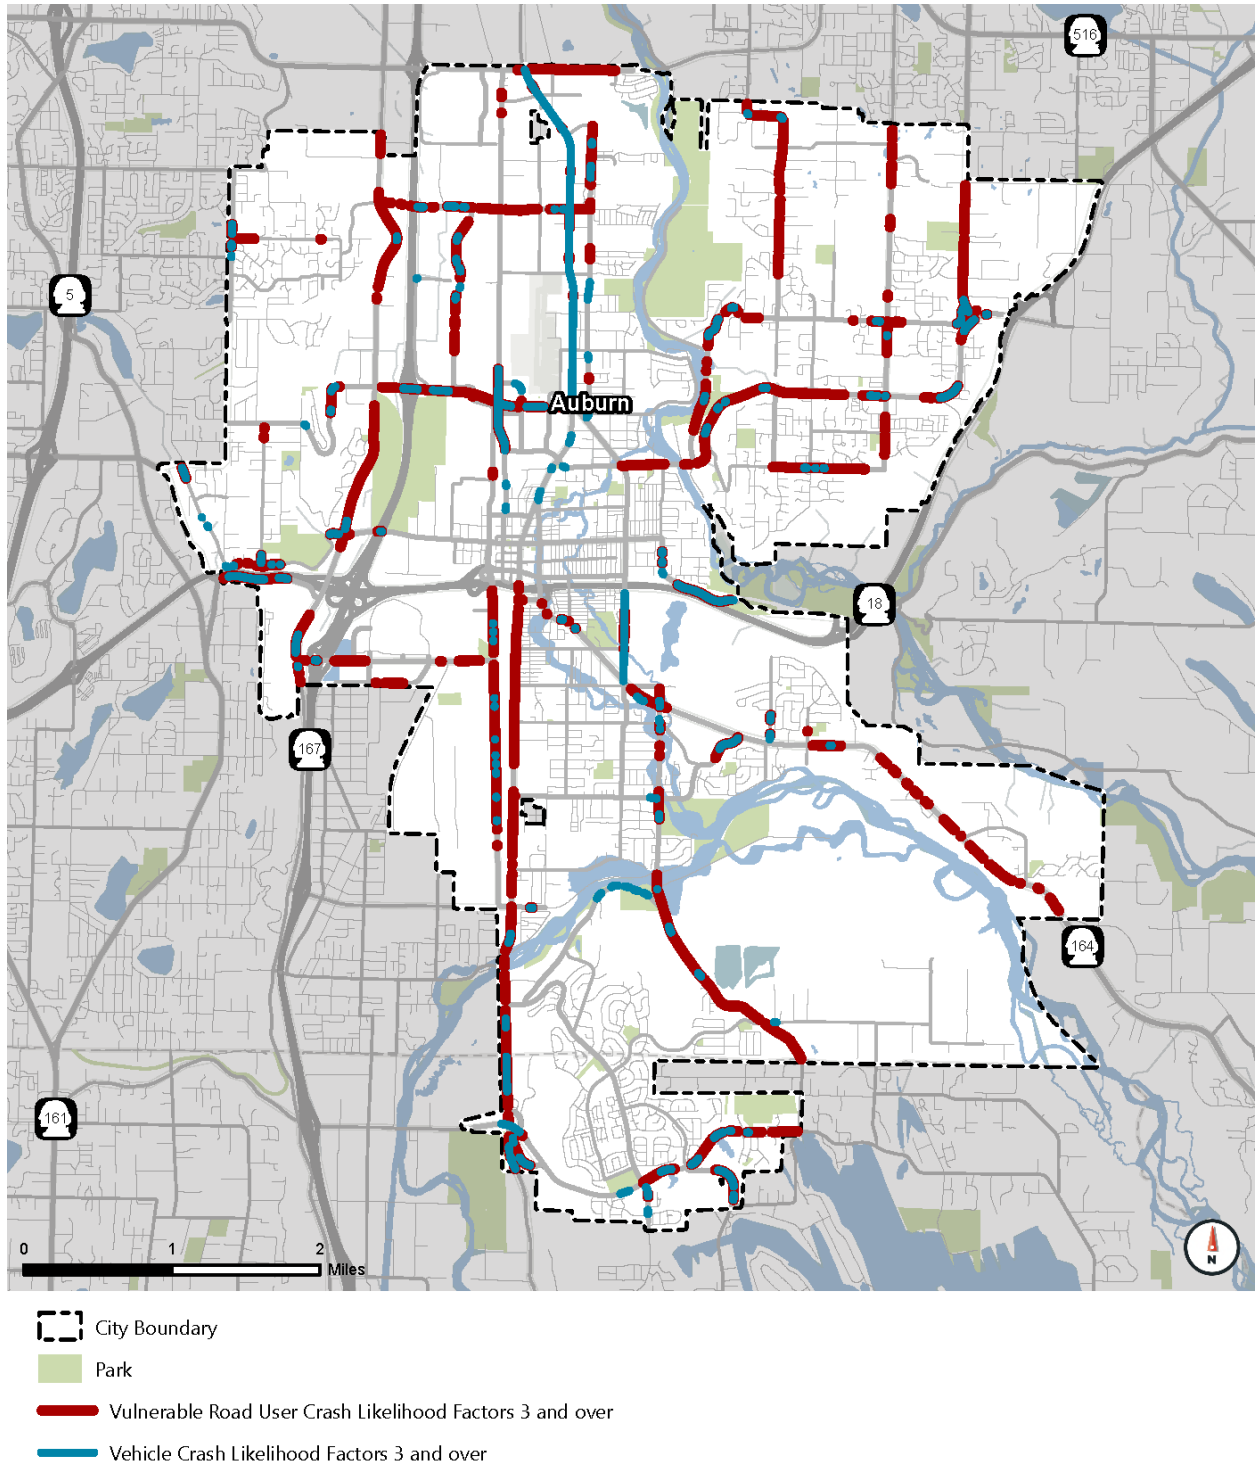 516
5
Auburn
18
167
164
161
0 1 2
Miles
N
City Boundary
Park
Vulnerable Road User Crash Likelihood Factors 3 and over
Vehicle Crash Likelihood Factors 3 and over